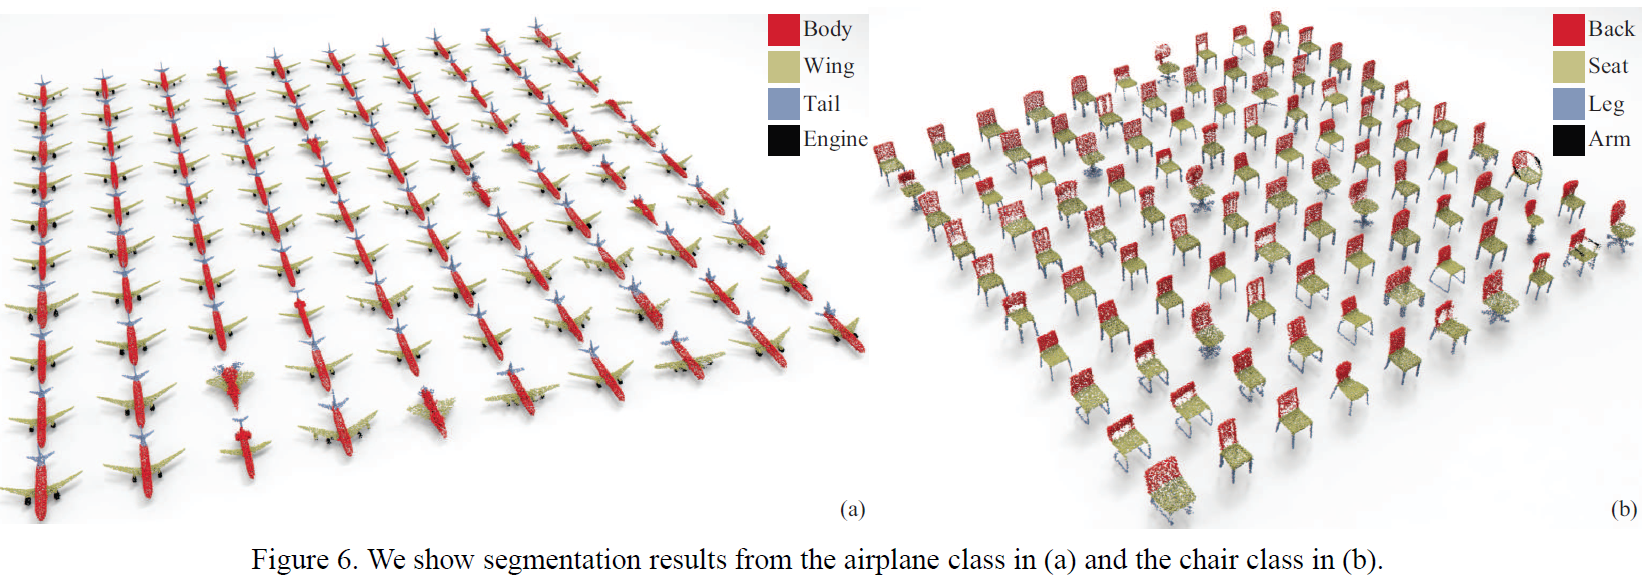 Body
Wing
Tail
Engine
(a)
Back
Seat
Leg
Arm
(b)
Figure 6. We show segmentation results from the airplane class in (a) and the chair class in (b).